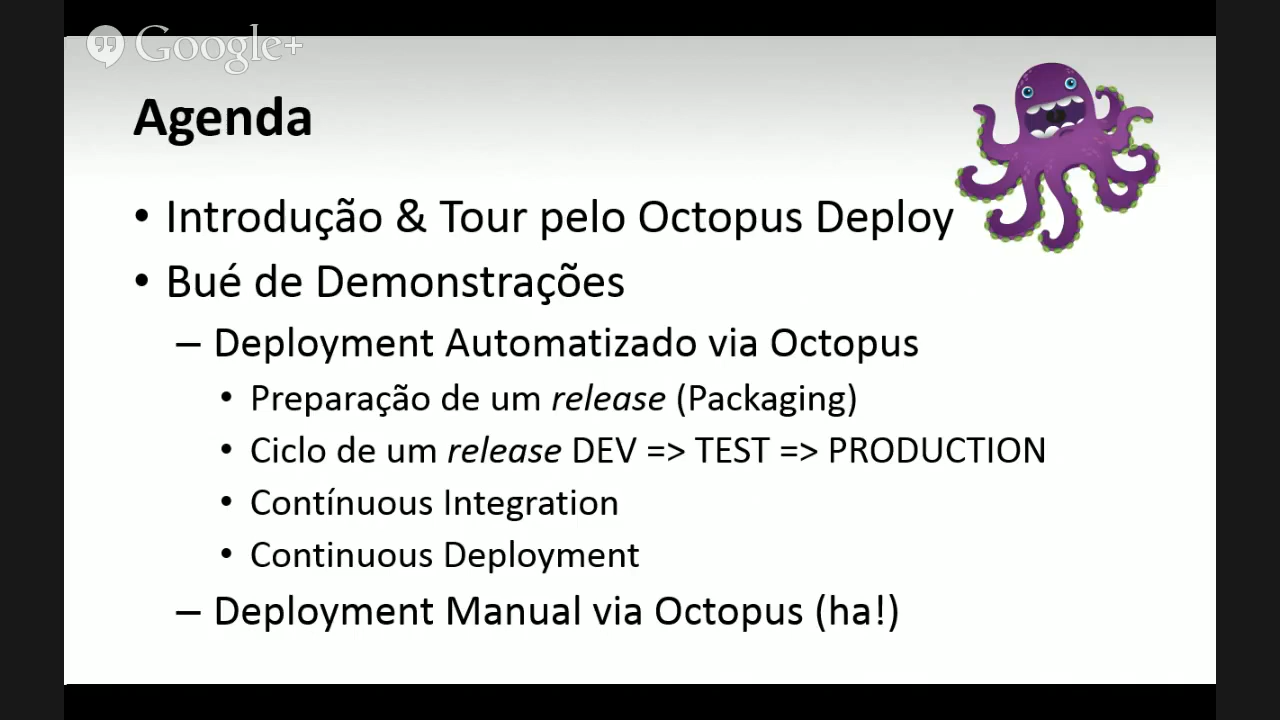 Google+
Agenda
• Introdução & Tour pelo Octopus Deploy
• Bué de Demonstrações
– Deployment Automatizado via Octopus
• Preparação de um release (Packaging)
• Ciclo de um release DEV => TEST => PRODUCTION
• Contínuous Integration
• Continuous Deployment
– Deployment Manual via Octopus (ha!)